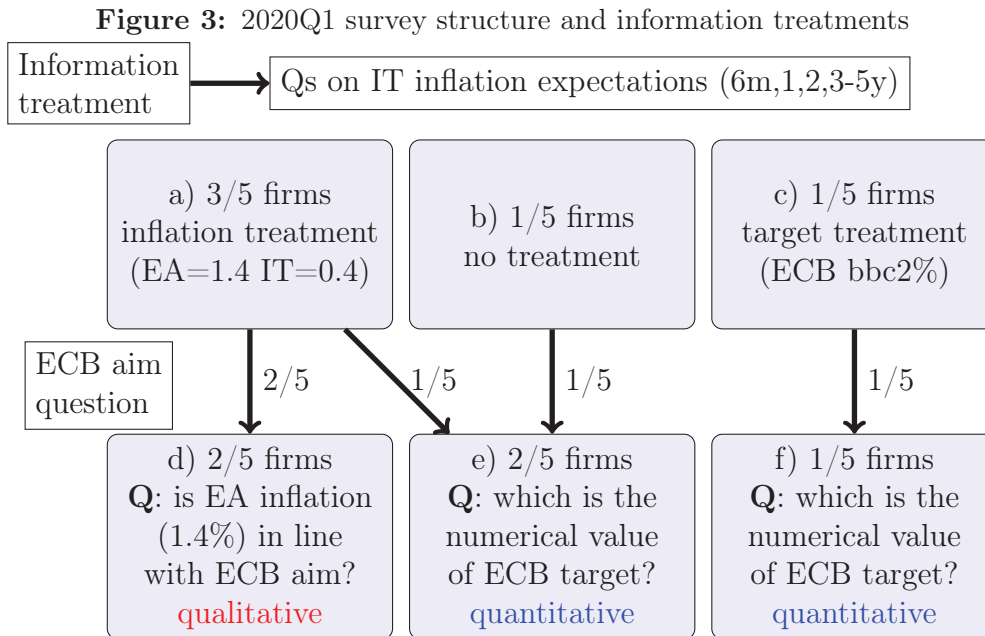 Figure 3: 2020Q1 survey structure and information treatments
Information
treatment
Qs on IT inflation expectations (6m,1,2,3-5y)
a) 3/5 firms
inflation treatment
(EA=1.4 IT=0.4)
b) 1/5 firms
no treatment
c) 1/5 firms
target treatment
(ECB bbc2%)
ECB aim
question
2/5
1/5
1/5
1/5
d) 2/5 firms
Q: is EA inflation
(1.4%) in line
with ECB aim?
qualitative
e) 2/5 firms
Q: which is the
numerical value
of ECB target?
quantitative
f) 1/5 firms
Q: which is the
numerical value
of ECB target?
quantitative